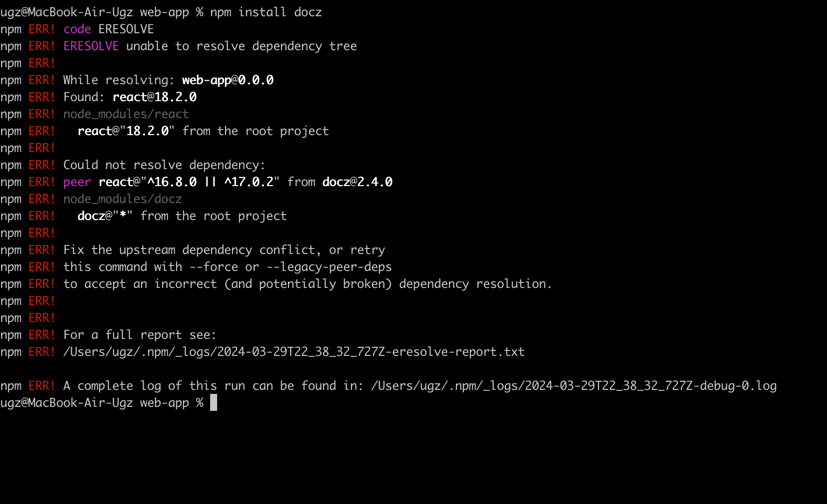 ugz@MacBook-Air-Ugz web-app % npm install docz
npm ERR! code ERESOLVE
npm ERR! ERESOLVE unable to resolve dependency tree
npm ERR!
npm ERR! While resolving: web-app@0.0.0
npm ERR! Found: react@18.2.0
npm ERR! node_modules/react
npm ERR!   react@"18.2.0" from the root project
npm ERR!
npm ERR! Could not resolve dependency:
npm ERR! peer react@"^16.8.0 || ^17.0.2" from docz@2.4.0
npm ERR! node_modules/docz
npm ERR!   docz@"*" from the root project
npm ERR!
npm ERR! Fix the upstream dependency conflict, or retry
npm ERR! this command with --force or --legacy-peer-deps
npm ERR! to accept an incorrect (and potentially broken) dependency resolution.
npm ERR!
npm ERR!
npm ERR! For a full report see:
npm ERR! /Users/ugz/.npm/_logs/2024-03-29T22_38_32_727Z-eresolve-report.txt

npm ERR! A complete log of this run can be found in: /Users/ugz/.npm/_logs/2024-03-29T22_38_32_727Z-debug-0.log
ugz@MacBook-Air-Ugz web-app %